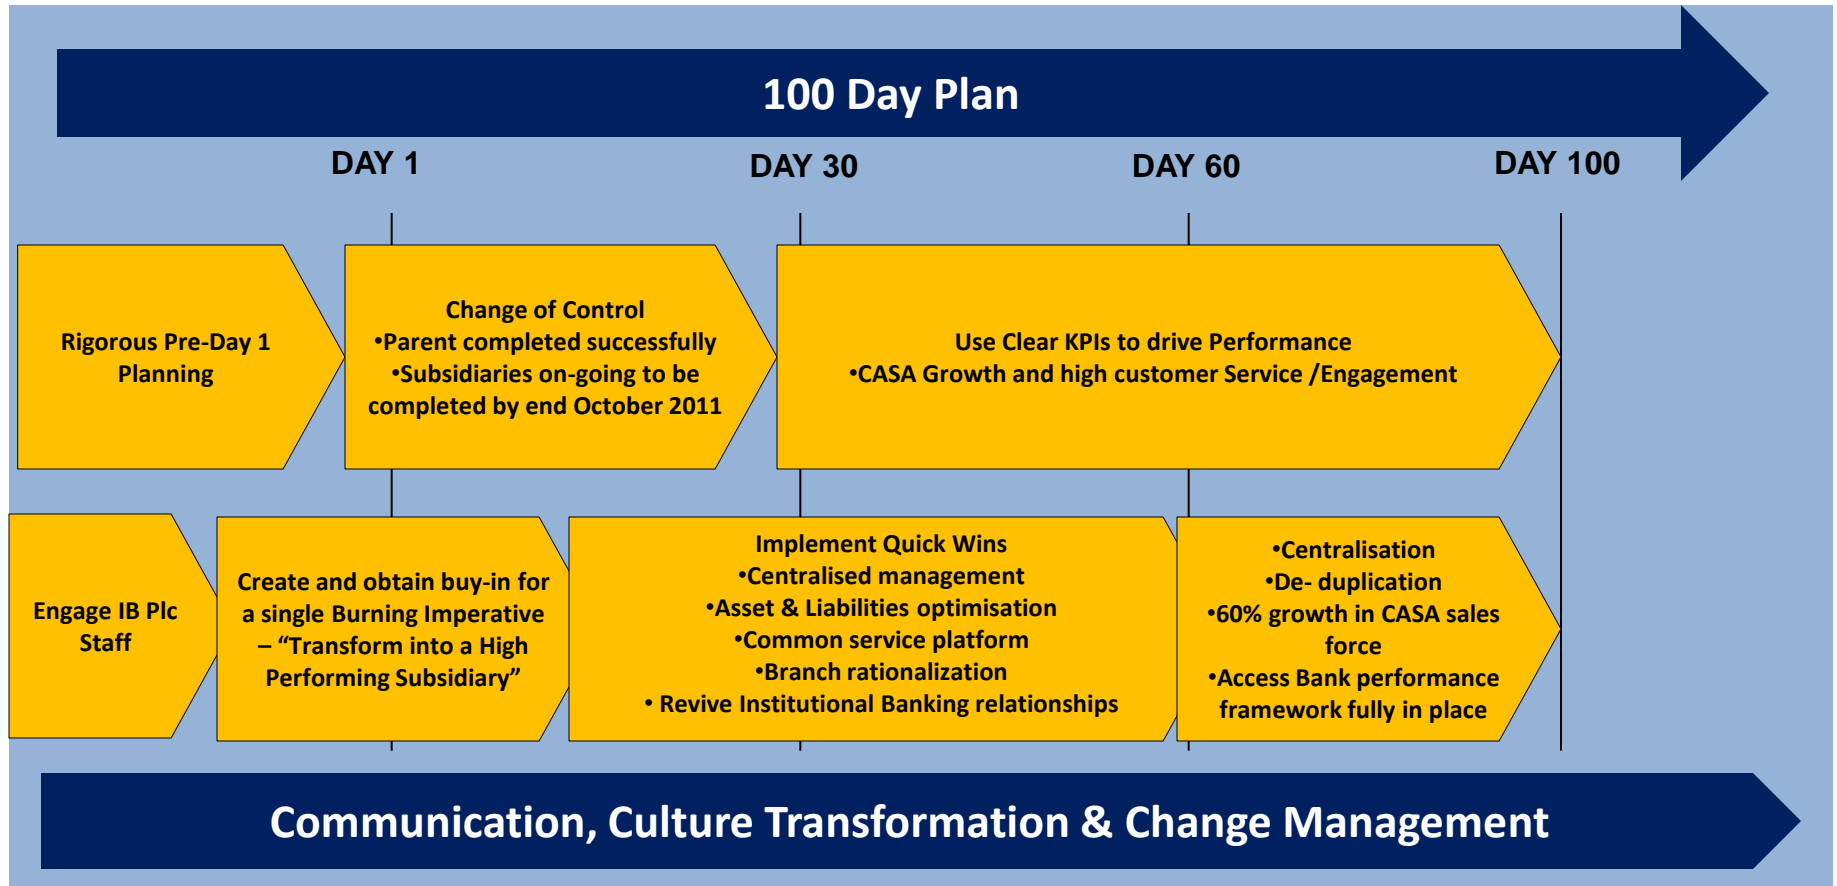 100 Day Plan
DAY 1
DAY 30
DAY 60
DAY 100
Rigorous Pre-Day 1
Planning
Change of Control
•Parent completed successfully
•Subsidiaries on-going to be
completed by end October 2011
Use Clear KPIs to drive Performance
•CASA Growth and high customer Service /Engagement
Engage IB Plc
Staff
Create and obtain buy-in for
a single Burning Imperative
– “Transform into a High
Performing Subsidiary”
Implement Quick Wins
•Centralised management
•Asset & Liabilities optimisation
•Common service platform
•Branch rationalization
• Revive Institutional Banking relationships
•Centralisation
•De- duplication
•60% growth in CASA sales
force
•Access Bank performance
framework fully in place
Communication, Culture Transformation & Change Management